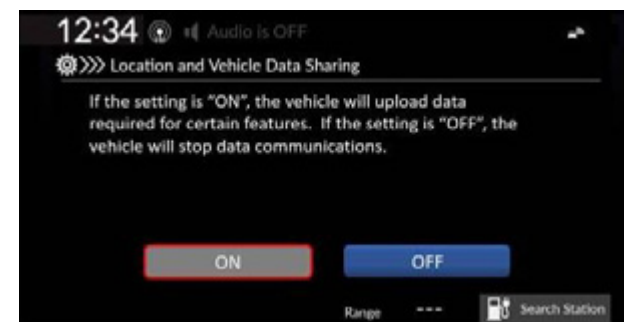 12:34 Audio is OFF
>>> Location and Vehicle Data Sharing
If the setting is “ON”, the vehicle will upload data
required for certain features. If the setting is “OFF”, the
vehicle will stop data communications.
ON OFF
Range --- Search Station